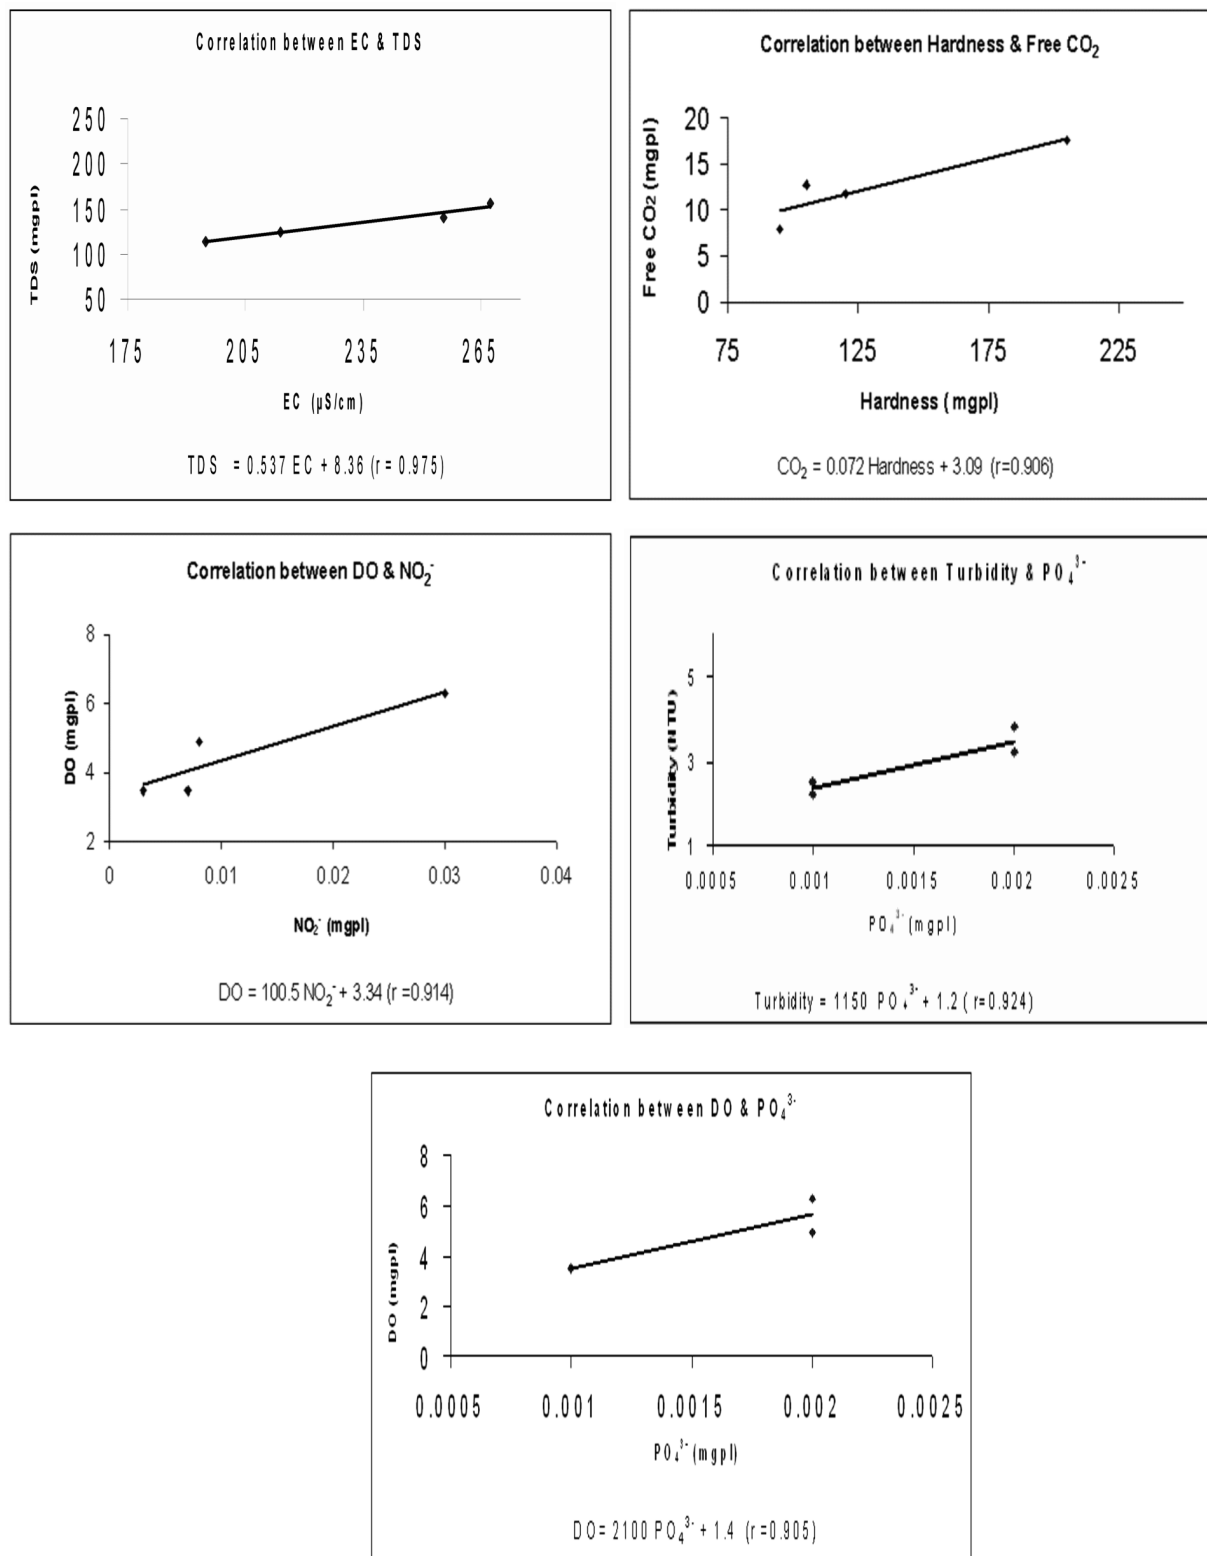 Correlation between EC & TDS
250
200
150
100
50
TDS (mgpl)
175 205 235 265
EC (µS/cm)
TDS = 0.537 EC + 8.36 (r = 0.975)
Correlation between Hardness & Free CO₂
20
15
10
5
0
Free CO₂ (mgpl)
75 125 175 225
Hardness ( mgpl)
CO₂ = 0.072 Hardness + 3.09 (r=0.906)
Correlation between DO & NO₂⁻
8
6
4
2
DO (mgpl)
0 0.01 0.02 0.03 0.04
NO₂⁻ (mgpl)
DO = 100.5 NO₂⁻ + 3.34 (r =0.914)
Correlation between Turbidity & PO₄³⁻
5
3
1
Turbidity (NTU)
0.0005 0.001 0.0015 0.002 0.0025
PO₄³⁻ (mgpl)
Turbidity = 1150 PO₄³⁻ + 1.2 ( r=0.924)
Correlation between DO & PO₄³⁻
8
6
4
2
0
DO (mgpl)
0.0005 0.001 0.0015 0.002 0.0025
PO₄³⁻ (mgpl)
DO= 2100 PO₄³⁻ + 1.4 (r=0.905)